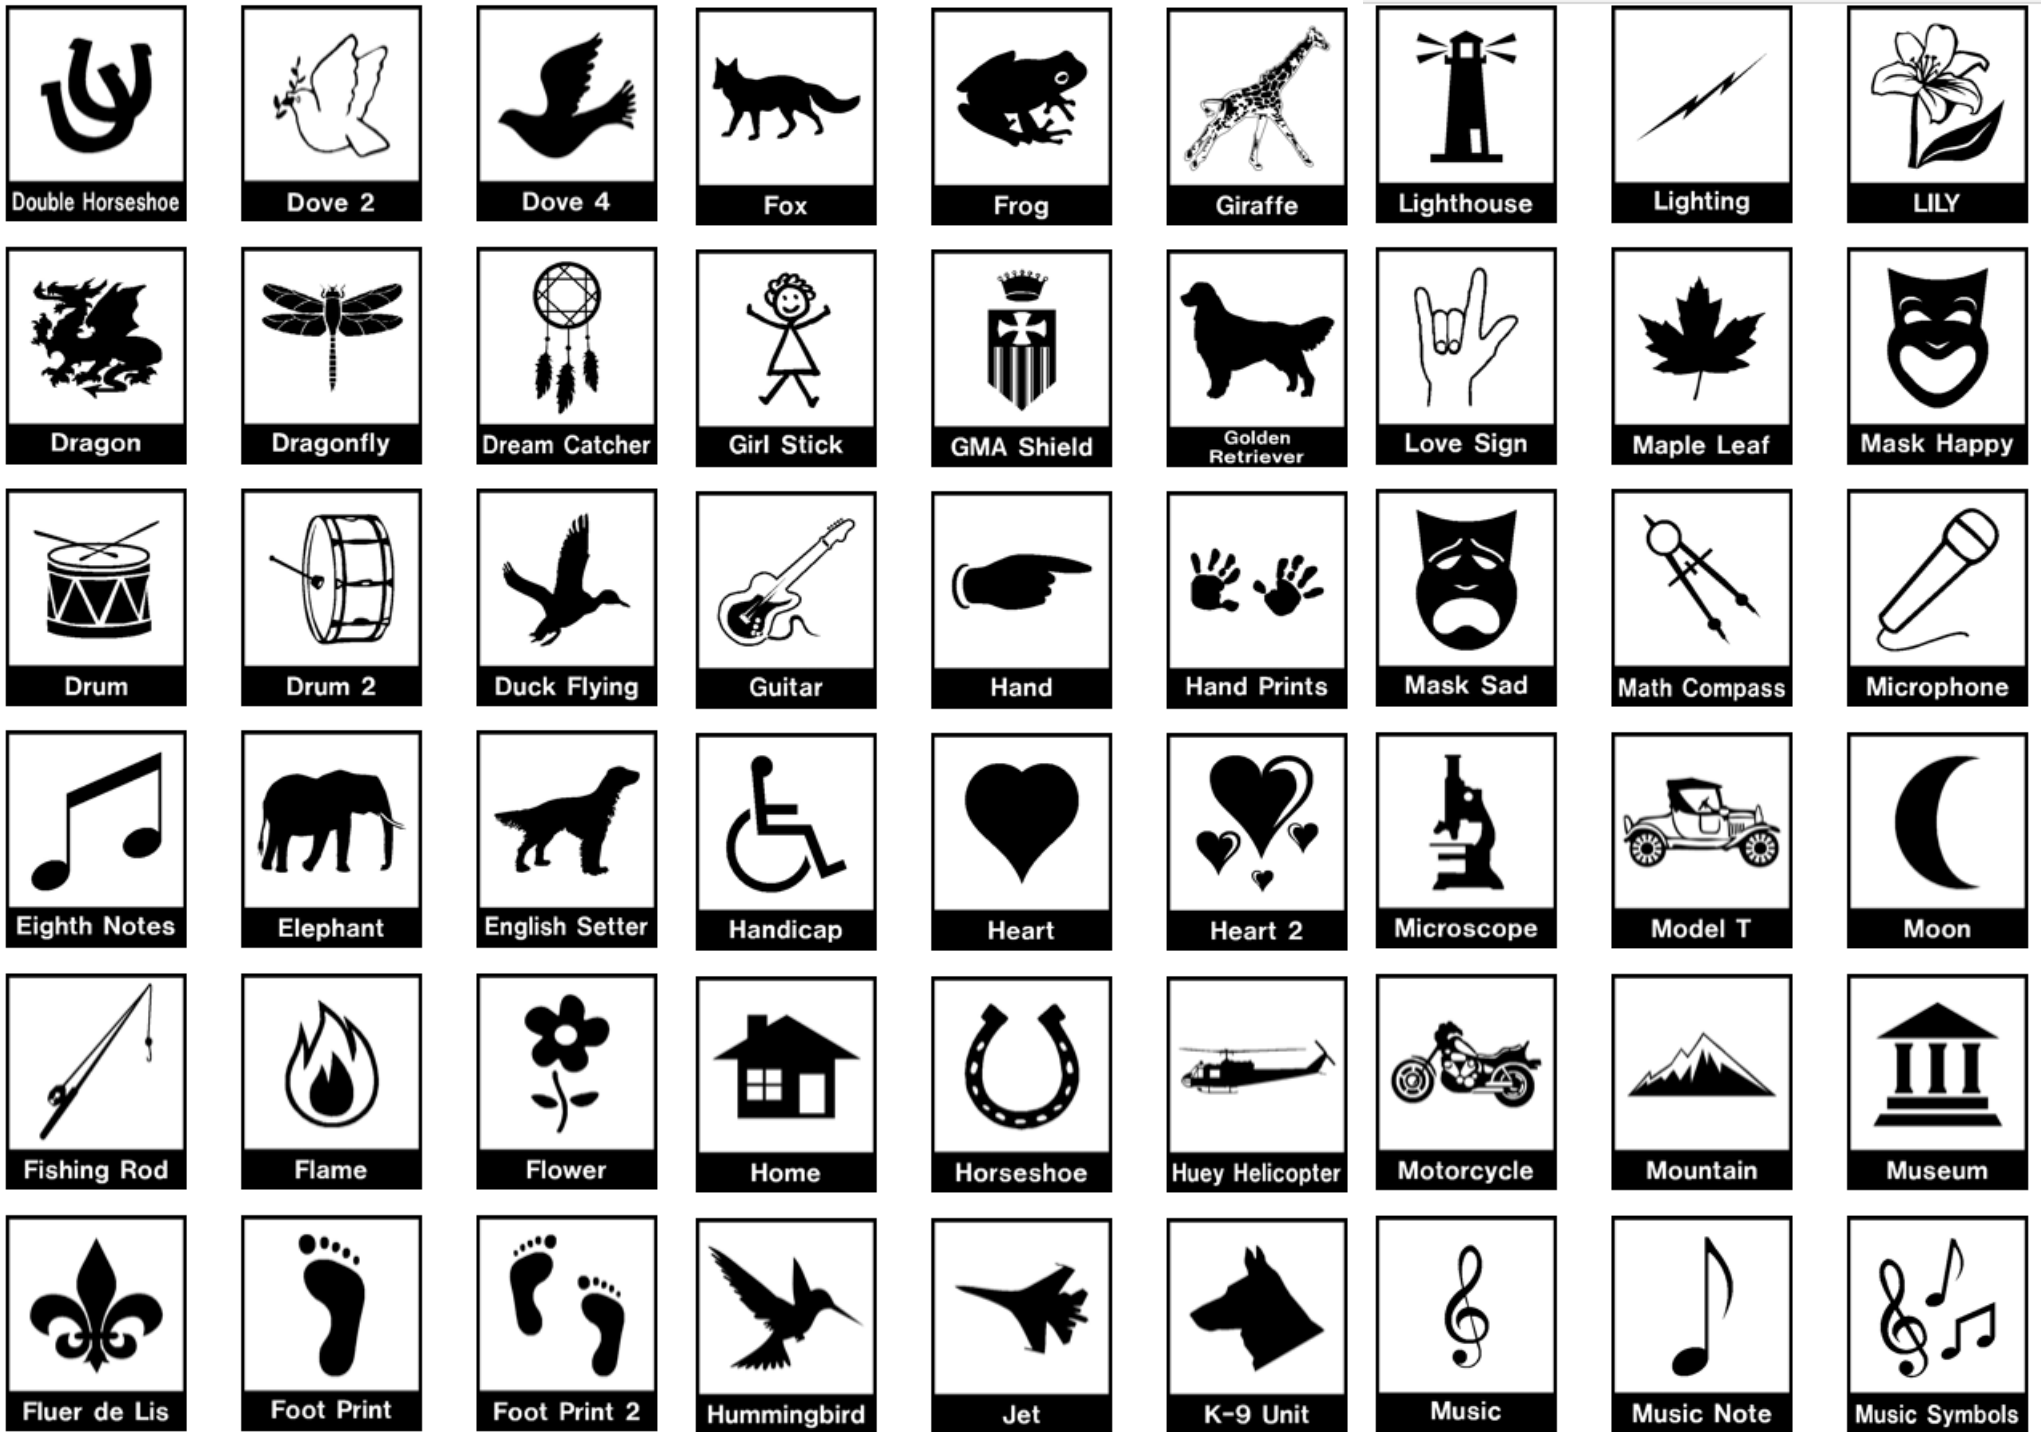 Double Horseshoe
Dove 2
Dove 4
Fox
Frog
Giraffe
Lighthouse
Lighting
LILY
Dragon
Dragonfly
Dream Catcher
Girl Stick
GMA Shield
Golden
Retriever
Love Sign
Maple Leaf
Mask Happy
Drum
Drum 2
Duck Flying
Guitar
Hand
Hand Prints
Mask Sad
Math Compass
Microphone
Eighth Notes
Elephant
English Setter
Handicap
Heart
Heart 2
Microscope
Model T
Moon
Fishing Rod
Flame
Flower
Home
Horseshoe
Huey Helicopter
Motorcycle
Mountain
Museum
Fluer de Lis
Foot Print
Foot Print 2
Hummingbird
Jet
K-9 Unit
Music
Music Note
Music Symbols